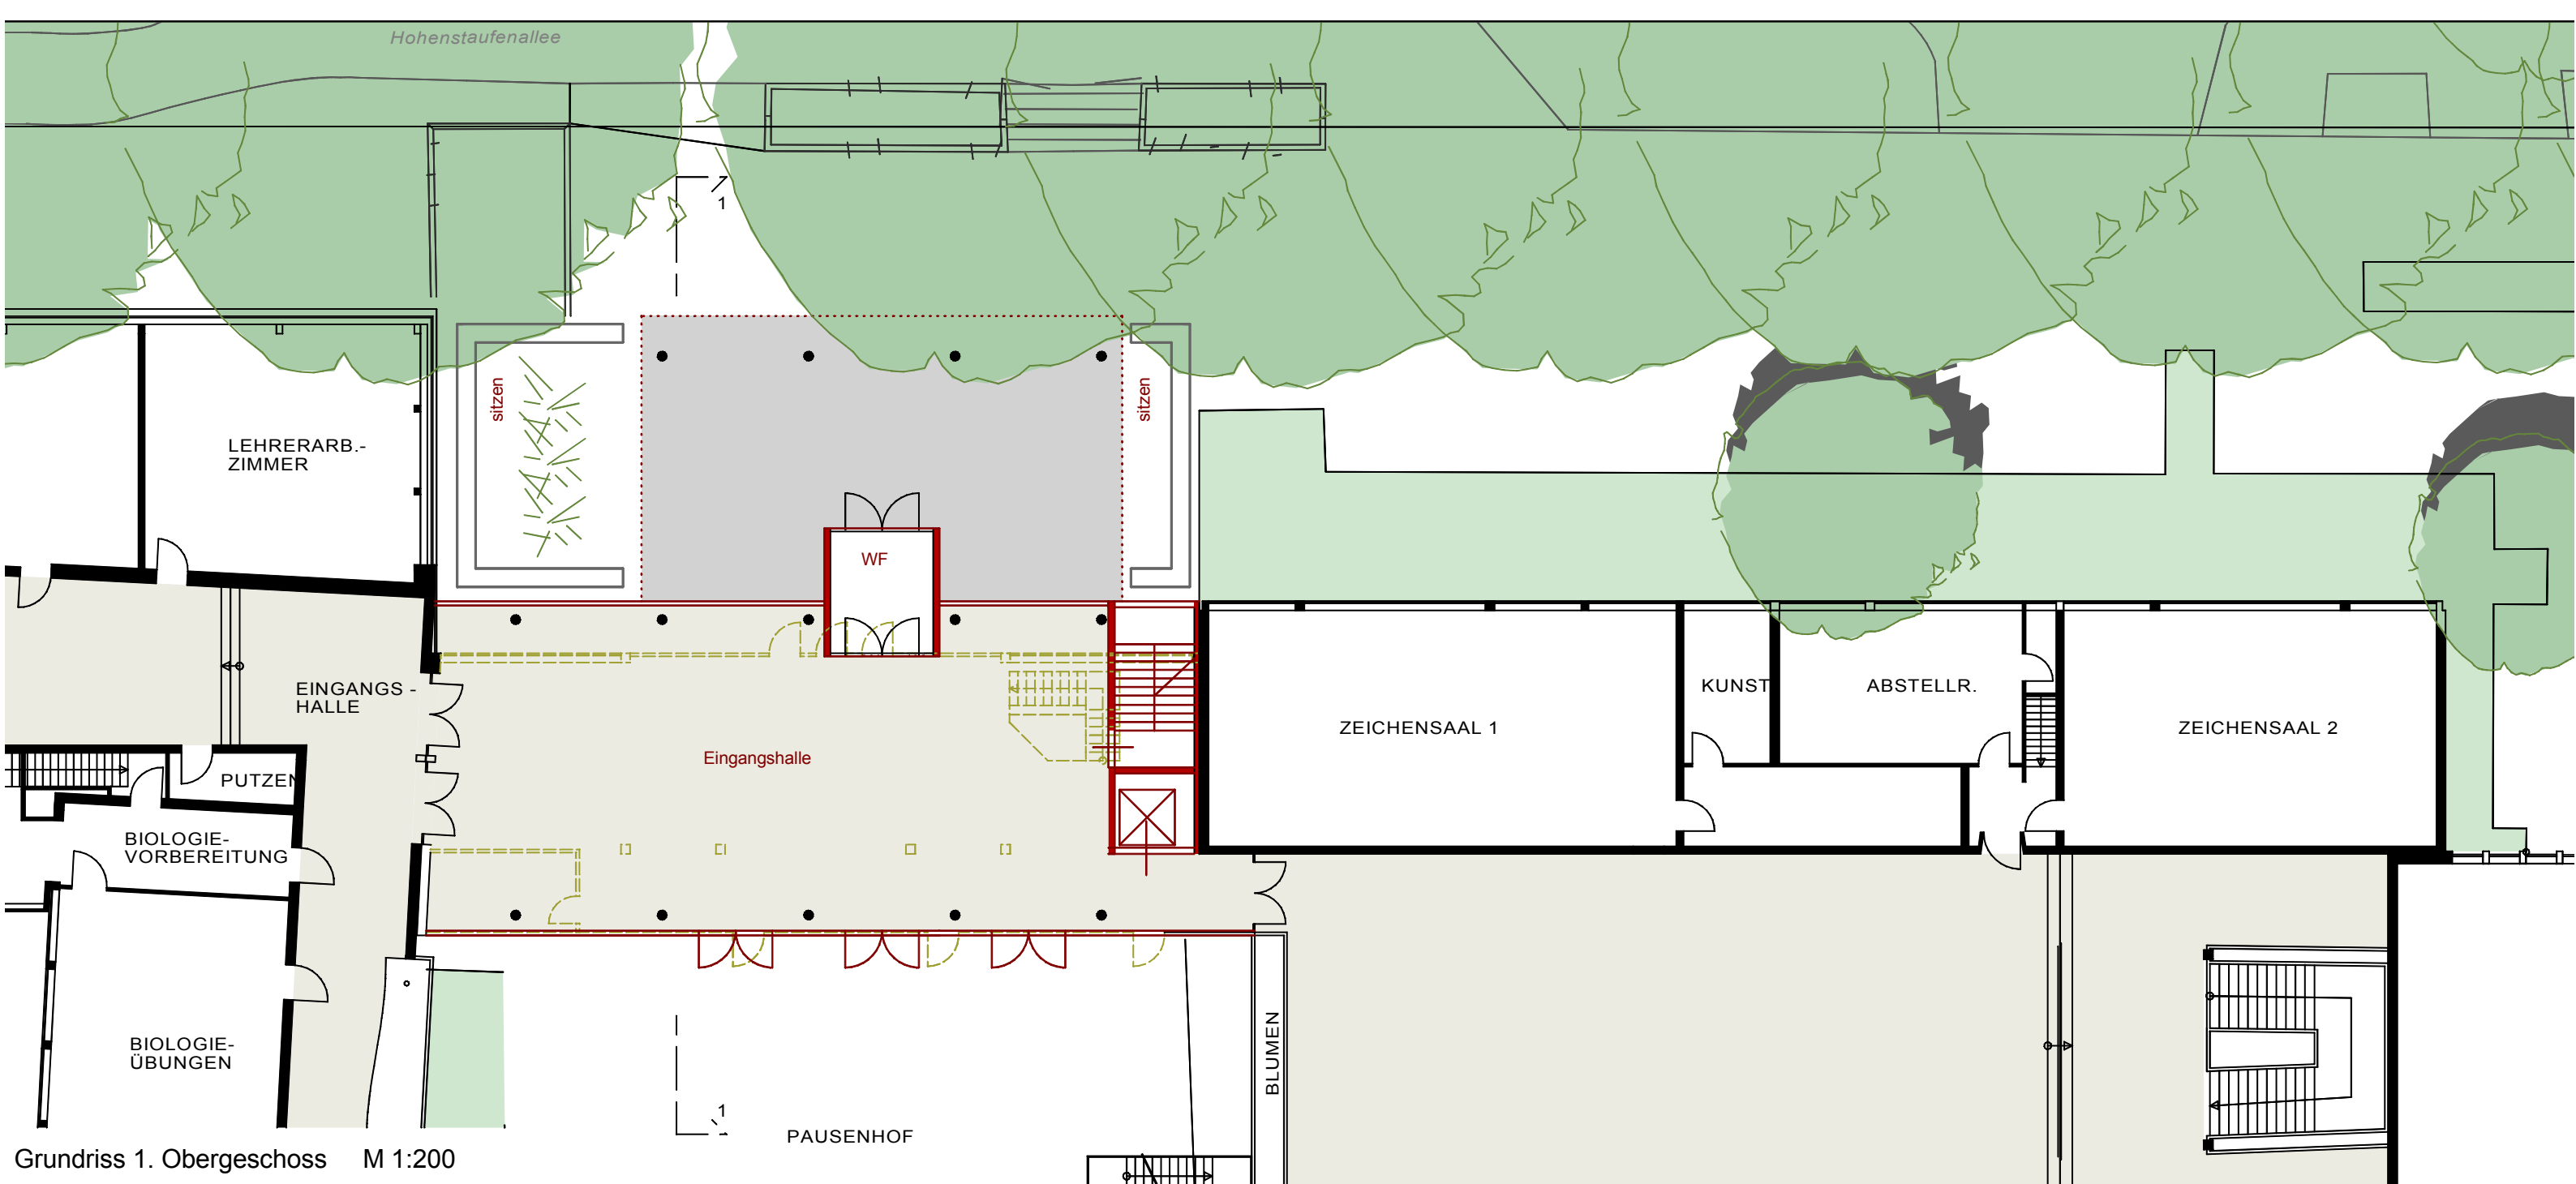 Hohenstaufenallee
1
sitzen
sitzen
LEHRERARB.-
ZIMMER
WF
EINGANGS -
HALLE
KUNST
ABSTELLR.
ZEICHENSAAL 1
ZEICHENSAAL 2
Eingangshalle
PUTZEN
BIOLOGIE-
VORBEREITUNG
BIOLOGIE-
ÜBUNGEN
BLUMEN
1
PAUSENHOF
Grundriss 1. Obergeschoss M 1:200